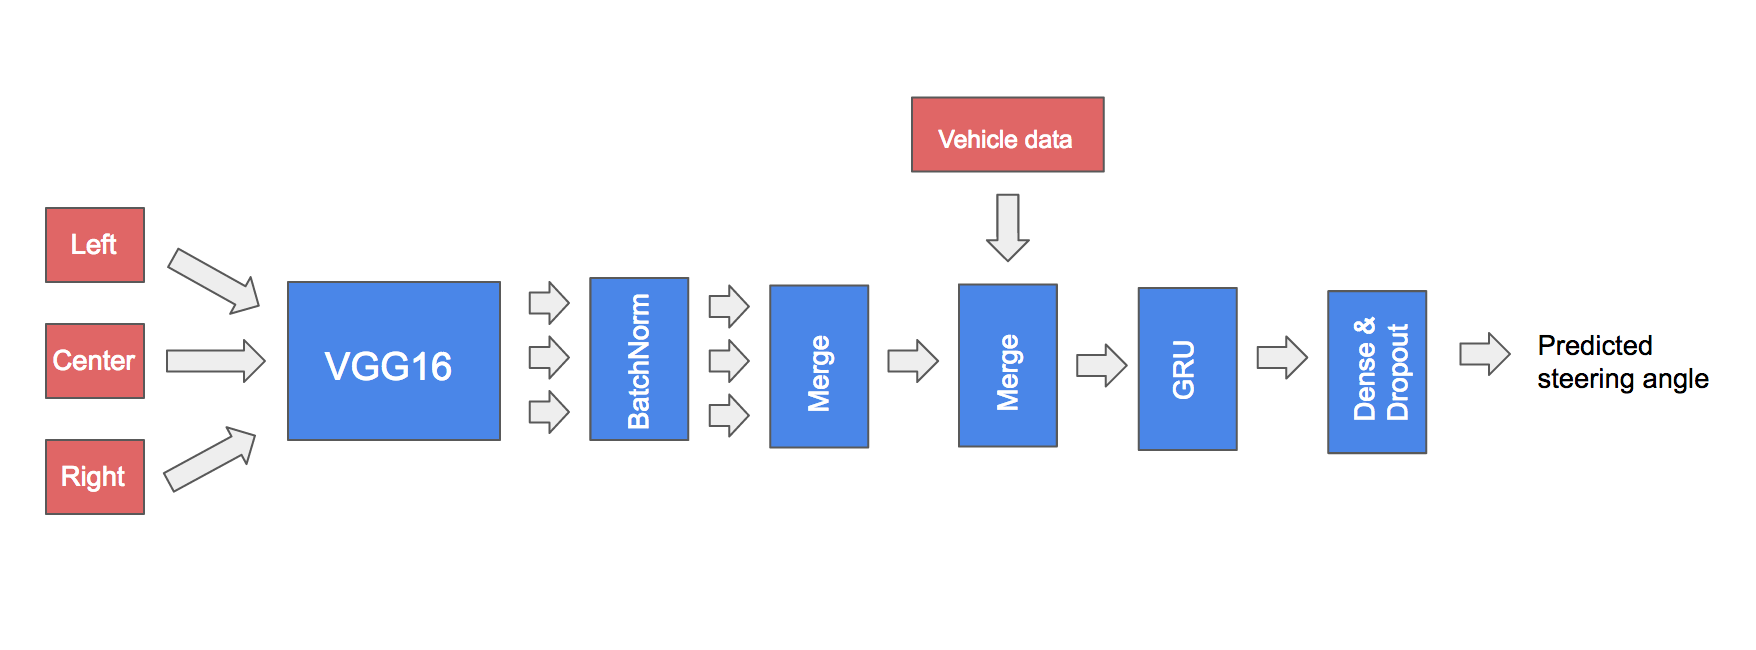 Vehicle data
Left
Center
Right
VGG16
BatchNorm
Merge
Merge
GRU
Dense &
Dropout
Predicted
steering angle